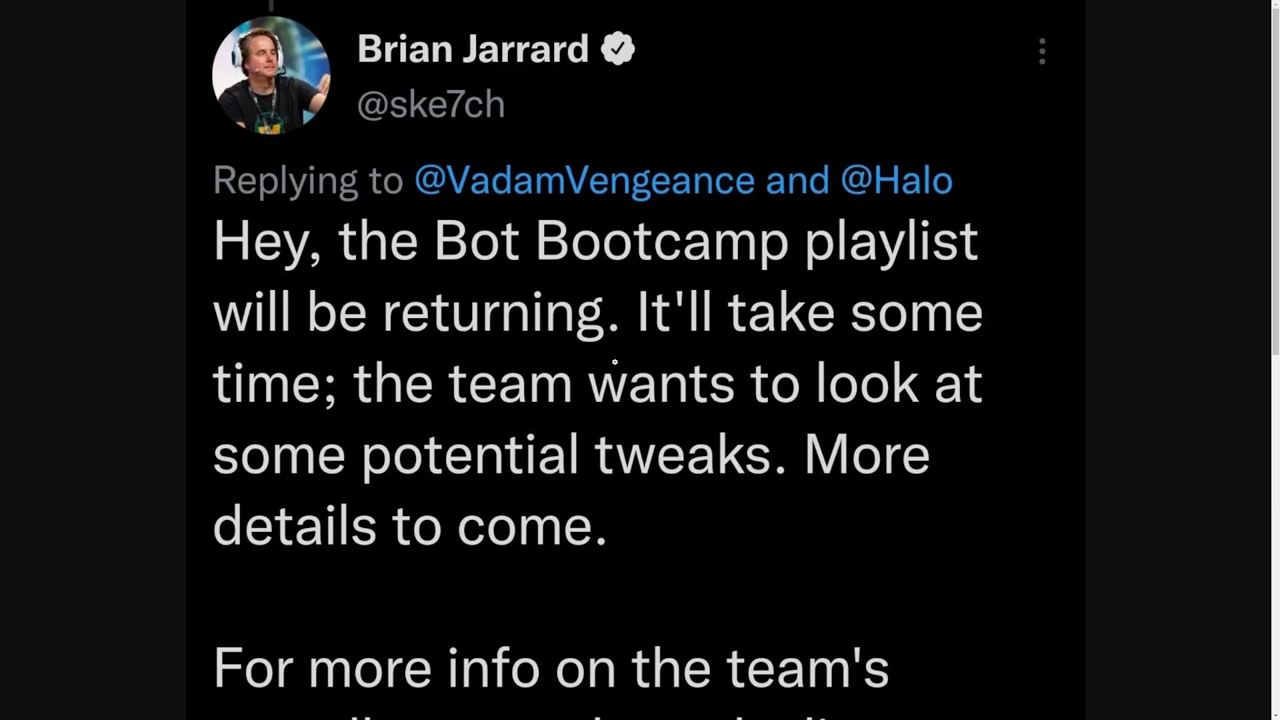 Brian Jarrard
@ske7ch
Replying to @VadamVengeance and @Halo
Hey, the Bot Bootcamp playlist
will be returning. It'll take some
time; the team wants to look at
some potential tweaks. More
details to come.
For more info on the team's